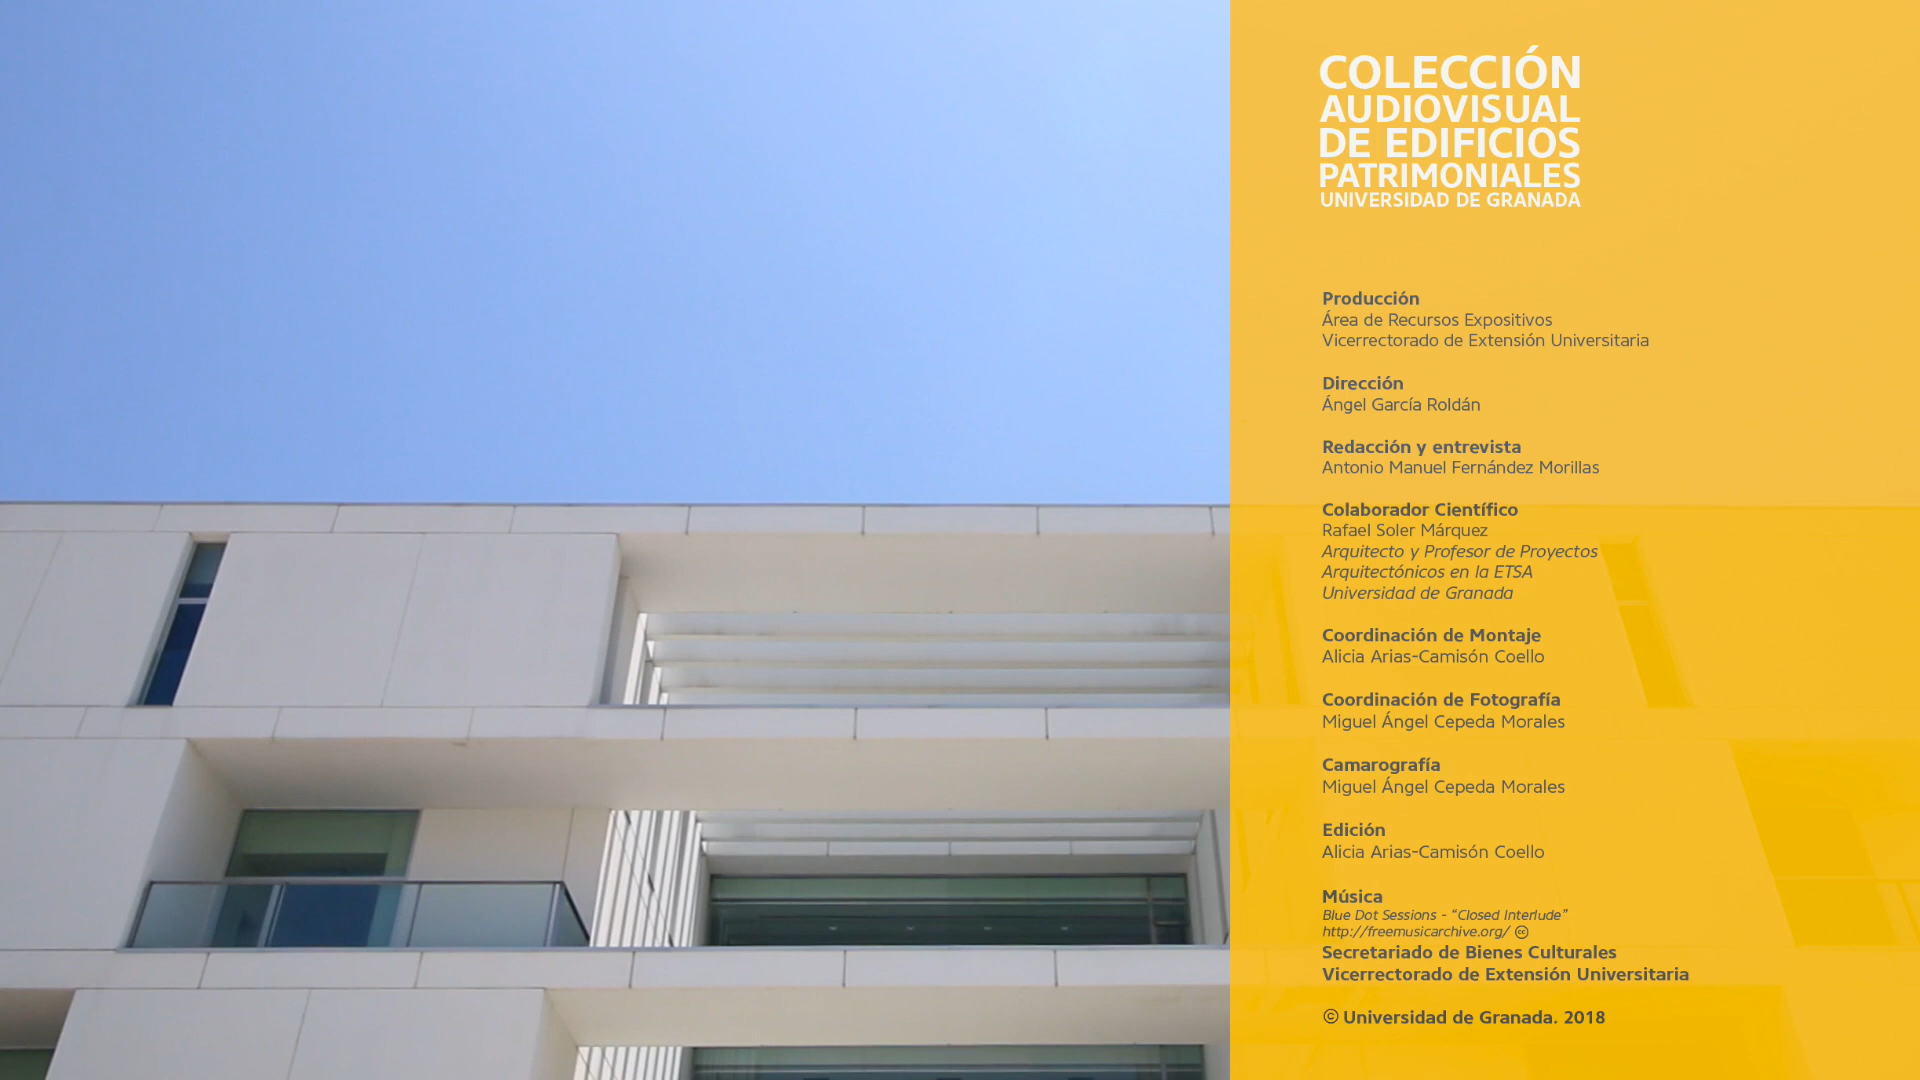 COLECCIÓN
AUDIOVISUAL
DE EDIFICIOS
PATRIMONIALES
UNIVERSIDAD DE GRANADA
Producción
Área de Recursos Expositivos
Vicerrectorado de Extensión Universitaria
Dirección
Ángel García Roldán
Redacción y entrevista
Antonio Manuel Fernández Morillas
Colaborador Científico
Rafael Soler Márquez
Arquitecto y Profesor de Proyectos
Arquitectónicos en la ETSA
Universidad de Granada
Coordinación de Montaje
Alicia Arias-Camisón Coello
Coordinación de Fotografía
Miguel Ángel Cepeda Morales
Camarografía
Miguel Ángel Cepeda Morales
Edición
Alicia Arias-Camisón Coello
Música
Blue Dot Sessions - “Closed Interlude”
http://freemusicarchive.org/ 🅭
Secretariado de Bienes Culturales
Vicerrectorado de Extensión Universitaria
© Universidad de Granada. 2018